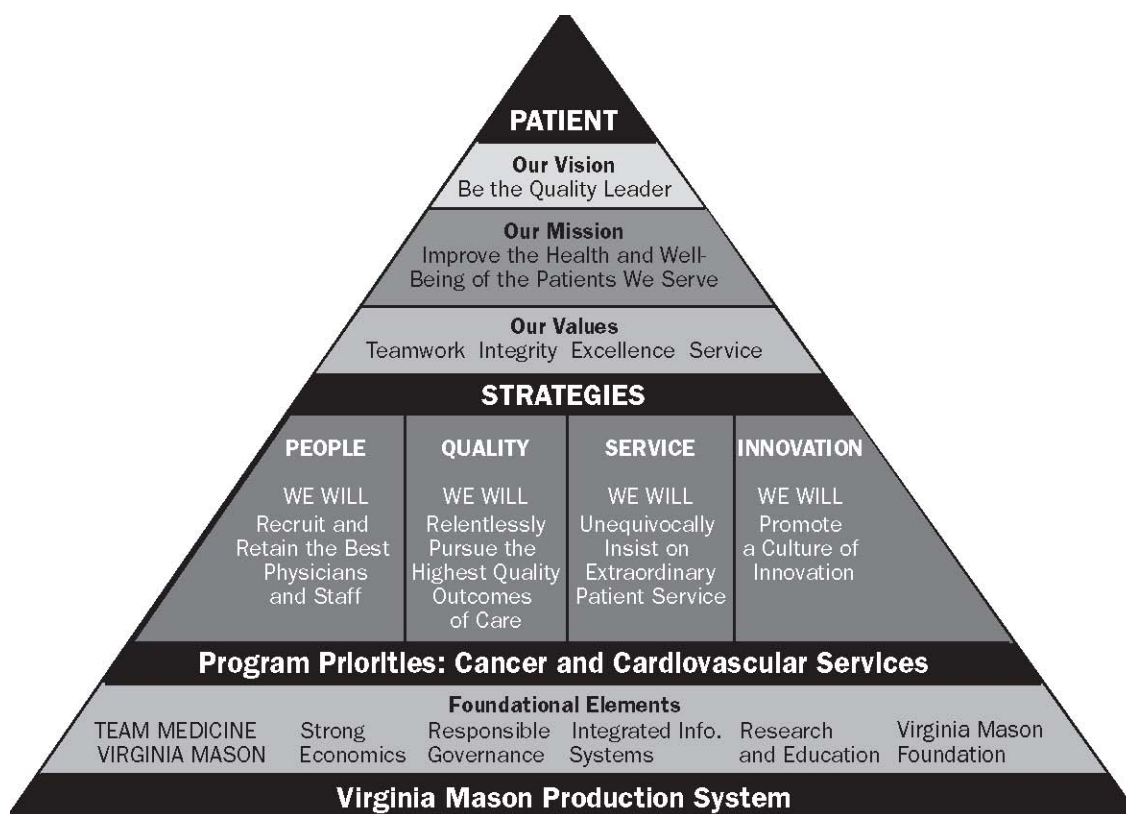 PATIENT
Our Vision
Be the Quality Leader
Our Mission
Improve the Health and Well-
Being of the Patients We Serve
Our Values
Teamwork Integrity Excellence Service
STRATEGIES
PEOPLE
WE WILL
Recruit and
Retain the Best
Physicians
and Staff
QUALITY
WE WILL
Relentlessly
Pursue the
Highest Quality
Outcomes
of Care
SERVICE
WE WILL
Unequivocally
Insist on
Extraordinary
Patient Service
INNOVATION
WE WILL
Promote
a Culture of
Innovation
Program Priorities: Cancer and Cardiovascular Services
Foundational Elements
TEAM MEDICINE
VIRGINIA MASON
Strong
Economics
Responsible
Governance
Integrated Info.
Systems
Research
and Education
Virginia Mason
Foundation
Virginia Mason Production System